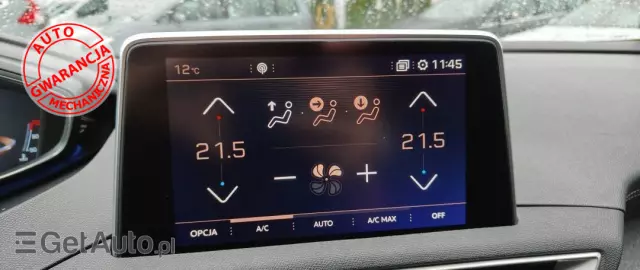 AUTO
GWARANCJA
MECHANICZNA
12°C
11:45
21.5
21.5
OPCJA
A/C
AUTO
A/C MAX
OFF
GetAuto.pl